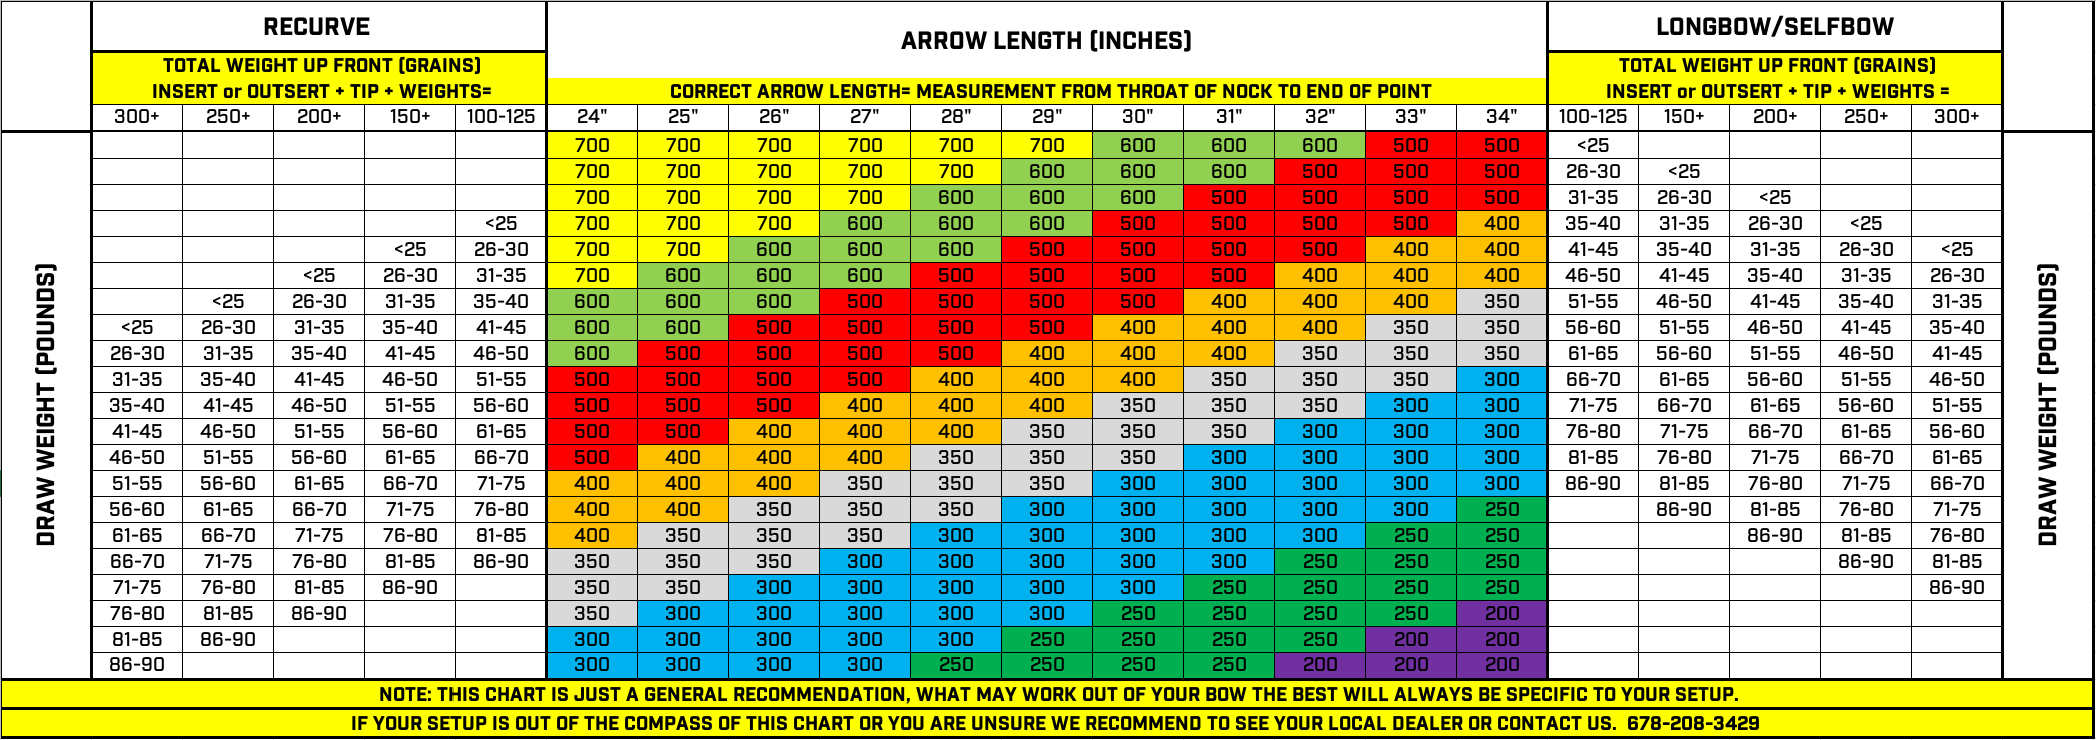 RECURVE
ARROW LENGTH (INCHES)
LONGBOW/SELFBOW
TOTAL WEIGHT UP FRONT (GRAINS)
TOTAL WEIGHT UP FRONT (GRAINS)
INSERT or OUTSERT + TIP + WEIGHTS=
CORRECT ARROW LENGTH= MEASUREMENT FROM THROAT OF NOCK TO END OF POINT
INSERT or OUTSERT + TIP + WEIGHTS =
300+ 250+ 200+ 150+ 100-125 24" 25" 26" 27" 28" 29" 30" 31" 32" 33" 34" 100-125 150+ 200+ 250+ 300+
DRAW WEIGHT (POUNDS)
700 700 700 700 700 700 600 600 600 500 500 <25
700 700 700 700 700 600 600 600 500 500 500 26-30 <25
700 700 700 700 600 600 600 500 500 500 500 31-35 26-30 <25
<25 700 700 700 600 600 600 500 500 500 500 400 35-40 31-35 26-30 <25
<25 26-30 700 700 600 600 600 500 500 500 500 400 400 41-45 35-40 31-35 26-30 <25
<25 26-30 31-35 700 600 600 600 500 500 500 500 400 400 400 46-50 41-45 35-40 31-35 26-30
<25 26-30 31-35 35-40 600 600 600 500 500 500 500 400 400 400 350 51-55 46-50 41-45 35-40 31-35
<25 26-30 31-35 35-40 41-45 600 600 500 500 500 500 400 400 400 350 350 56-60 51-55 46-50 41-45 35-40
26-30 31-35 35-40 41-45 46-50 600 500 500 500 500 400 400 400 350 350 350 61-65 56-60 51-55 46-50 41-45
31-35 35-40 41-45 46-50 51-55 500 500 500 500 400 400 400 350 350 350 300 66-70 61-65 56-60 51-55 46-50
35-40 41-45 46-50 51-55 56-60 500 500 500 400 400 400 350 350 350 300 300 71-75 66-70 61-65 56-60 51-55
41-45 46-50 51-55 56-60 61-65 500 500 400 400 400 350 350 350 300 300 300 76-80 71-75 66-70 61-65 56-60
46-50 51-55 56-60 61-65 66-70 500 400 400 400 350 350 350 300 300 300 300 81-85 76-80 71-75 66-70 61-65
51-55 56-60 61-65 66-70 71-75 400 400 400 350 350 350 300 300 300 300 300 86-90 81-85 76-80 71-75 66-70
56-60 61-65 66-70 71-75 76-80 400 400 350 350 350 300 300 300 300 300 250 86-90 81-85 76-80 71-75
61-65 66-70 71-75 76-80 81-85 400 350 350 350 300 300 300 300 300 250 250 86-90 81-85 76-80
66-70 71-75 76-80 81-85 86-90 350 350 350 300 300 300 300 300 250 250 250 86-90 81-85
71-75 76-80 81-85 86-90 350 350 300 300 300 300 300 250 250 250 250 86-90
76-80 81-85 86-90 350 300 300 300 300 300 250 250 250 250 200
81-85 86-90 300 300 300 300 300 250 250 250 250 200 200
86-90 300 300 300 300 250 250 250 250 200 200 200
DRAW WEIGHT (POUNDS)
NOTE: THIS CHART IS JUST A GENERAL RECOMMENDATION, WHAT MAY WORK OUT OF YOUR BOW THE BEST WILL ALWAYS BE SPECIFIC TO YOUR SETUP.
IF YOUR SETUP IS OUT OF THE COMPASS OF THIS CHART OR YOU ARE UNSURE WE RECOMMEND TO SEE YOUR LOCAL DEALER OR CONTACT US. 678-208-3429